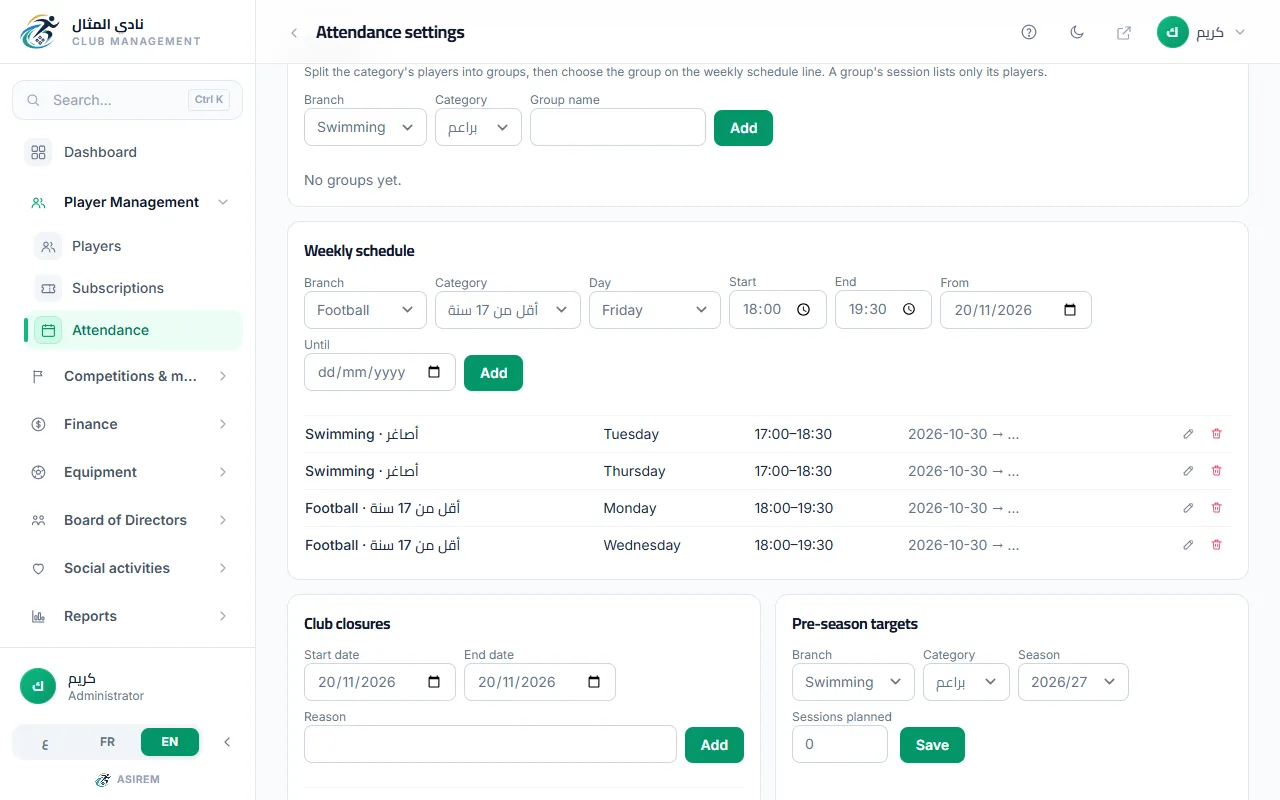 نادي المثال
CLUB MANAGEMENT
Search...
Ctrl K
Dashboard
Player Management
Players
Subscriptions
Attendance
Competitions & m...
Finance
Equipment
Board of Directors
Social activities
Reports
ك
كريم
Administrator
ع
FR
EN
ASIREM
Attendance settings
ك
كريم
Split the category's players into groups, then choose the group on the weekly schedule line. A group's session lists only its players.
Branch
Category
Group name
Swimming
براعم
Add
No groups yet.
Weekly schedule
Branch
Category
Day
Start
End
From
Football
أقل من 17 سنة
Friday
18:00
19:30
20/11/2026
Until
dd/mm/yyyy
Add
Swimming · أصاغر Tuesday 17:00–18:30 2026-10-30 → ...
Swimming · أصاغر Thursday 17:00–18:30 2026-10-30 → ...
Football · أقل من 17 سنة Monday 18:00–19:30 2026-10-30 → ...
Football · أقل من 17 سنة Wednesday 18:00–19:30 2026-10-30 → ...
Club closures
Start date
End date
20/11/2026
20/11/2026
Reason
Add
Pre-season targets
Branch
Category
Season
Swimming
براعم
2026/27
Sessions planned
0
Save